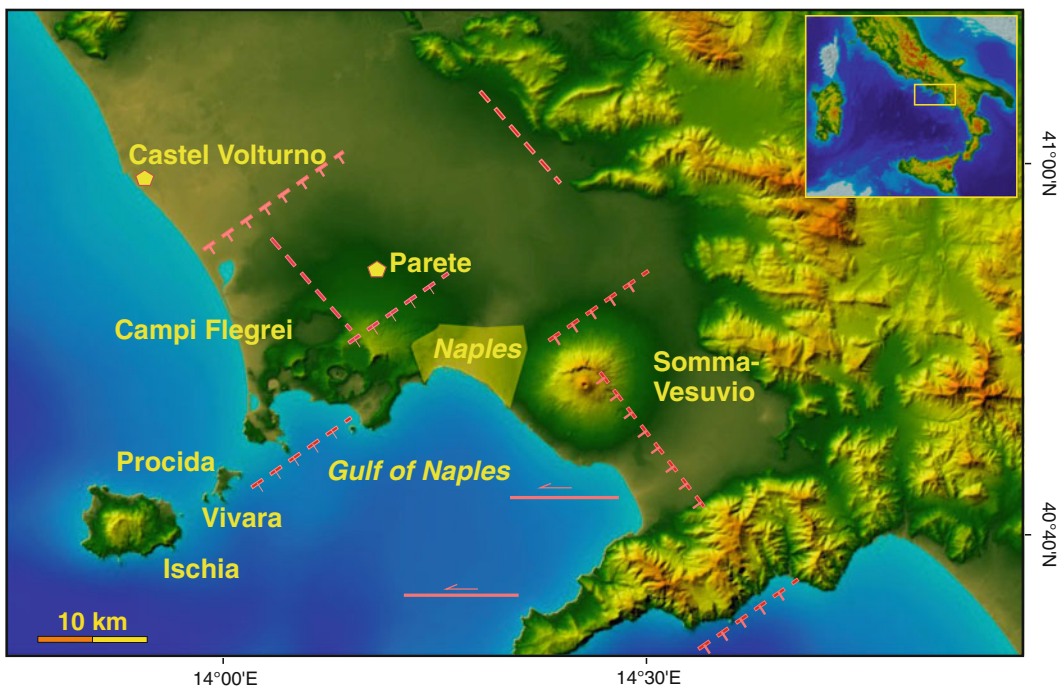 Castel Volturno
Parete
Campi Flegrei
Naples
Somma-
Vesuvio
Procida
Gulf of Naples
Vivara
Ischia
10 km
14°00'E
14°30'E
41°00'N
40°40'N